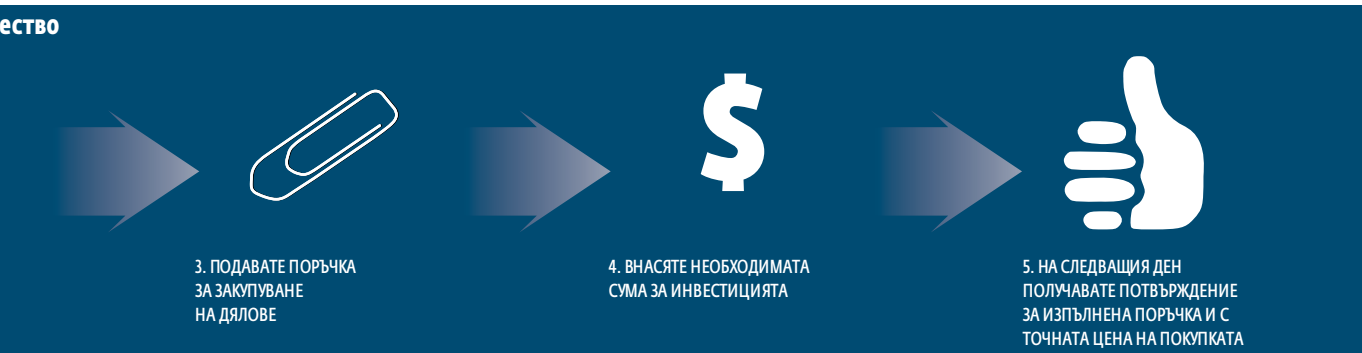 ество
3. ПОДАВАТЕ ПОРЪЧКА
ЗА ЗАКУПУВАНЕ
НА ДЯЛОВЕ
4. ВНАСЯТЕ НЕОБХОДИМАТА
СУМА ЗА ИНВЕСТИЦИЯТА
5. НА СЛЕДВАЩИЯ ДЕН
ПОЛУЧАВАТЕ ПОТВЪРЖДЕНИЕ
ЗА ИЗПЪЛНЕНА ПОРЪЧКА И С
ТОЧНАТА ЦЕНА НА ПОКУПКАТА